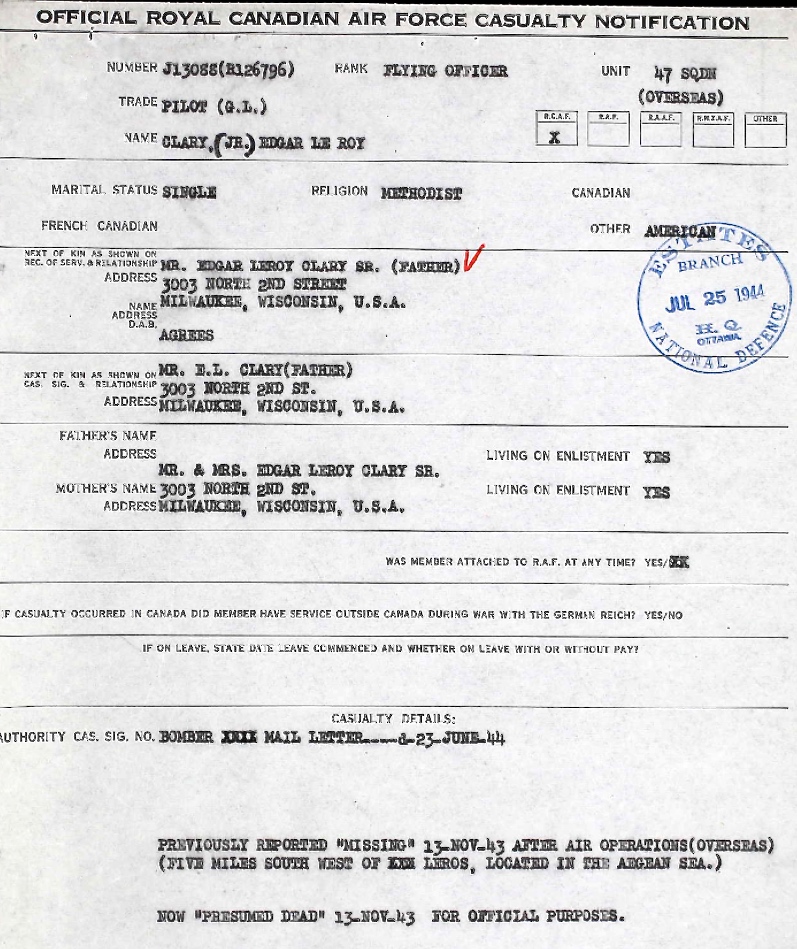 OFFICIAL ROYAL CANADIAN AIR FORCE CASUALTY NOTIFICATION
NUMBER J13088(R126796) RANK FLYING OFFICER UNIT 47 SQDN
(OVERSEAS)
TRADE PILOT (G.L.)
R.C.A.F. R.A.F. R.A.A.F. R.N.Z.A.F. OTHER
X
NAME CLARY,(JR.) EDGAR LE ROY
MARITAL STATUS SINGLE RELIGION METHODIST CANADIAN
FRENCH CANADIAN OTHER AMERICAN
NEXT OF KIN AS SHOWN ON
REC. OF SERV. & RELATIONSHIP MR. EDGAR LEROY CLARY SR. (FATHER)
ADDRESS 3003 NORTH 2ND STREET
NAME MILWAUKEE, WISCONSIN, U.S.A.
ADDRESS
D.A.B. AGREES
ESTATES
BRANCH
JUL 25 1944
H.Q
OTTAWA
NATIONAL DEFENCE
NEXT OF KIN AS SHOWN ON MR. E.L. CLARY(FATHER)
CAS. SIG. & RELATIONSHIP 3003 NORTH 2ND ST.
ADDRESS MILWAUKEE, WISCONSIN, U.S.A.
FATHER'S NAME
ADDRESS LIVING ON ENLISTMENT YES
MR. & MRS. EDGAR LEROY CLARY SR.
MOTHER'S NAME 3003 NORTH 2ND ST. LIVING ON ENLISTMENT YES
ADDRESS MILWAUKEE, WISCONSIN, U.S.A.
WAS MEMBER ATTACHED TO R.A.F. AT ANY TIME? YES/
IF CASUALTY OCCURRED IN CANADA DID MEMBER HAVE SERVICE OUTSIDE CANADA DURING WAR WITH THE GERMAN REICH? YES/NO
IF ON LEAVE, STATE DATE LEAVE COMMENCED AND WHETHER ON LEAVE WITH OR WITHOUT PAY?
CASUALTY DETAILS:
AUTHORITY CAS. SIG. NO. BOMBER MAIL LETTER----d-23-JUNE-44
PREVIOUSLY REPORTED "MISSING" 13-NOV-43 AFTER AIR OPERATIONS(OVERSEAS)
(FIVE MILES SOUTH WEST OF LEROS, LOCATED IN THE AEGEAN SEA.)
NOW "PRESUMED DEAD" 13-NOV-43 FOR OFFICIAL PURPOSES.